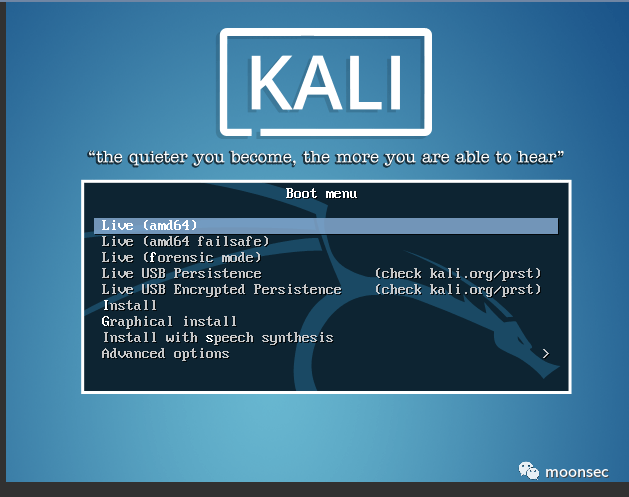 KALI
“the quieter you become, the more you are able to hear”
Boot menu
Live (amd64)
Live (amd64 failsafe)
Live (forensic mode)
Live USB Persistence (check kali.org/prst)
Live USB Encrypted Persistence (check kali.org/prst)
Install
Graphical install
Install with speech synthesis
Advanced options >
moonsec